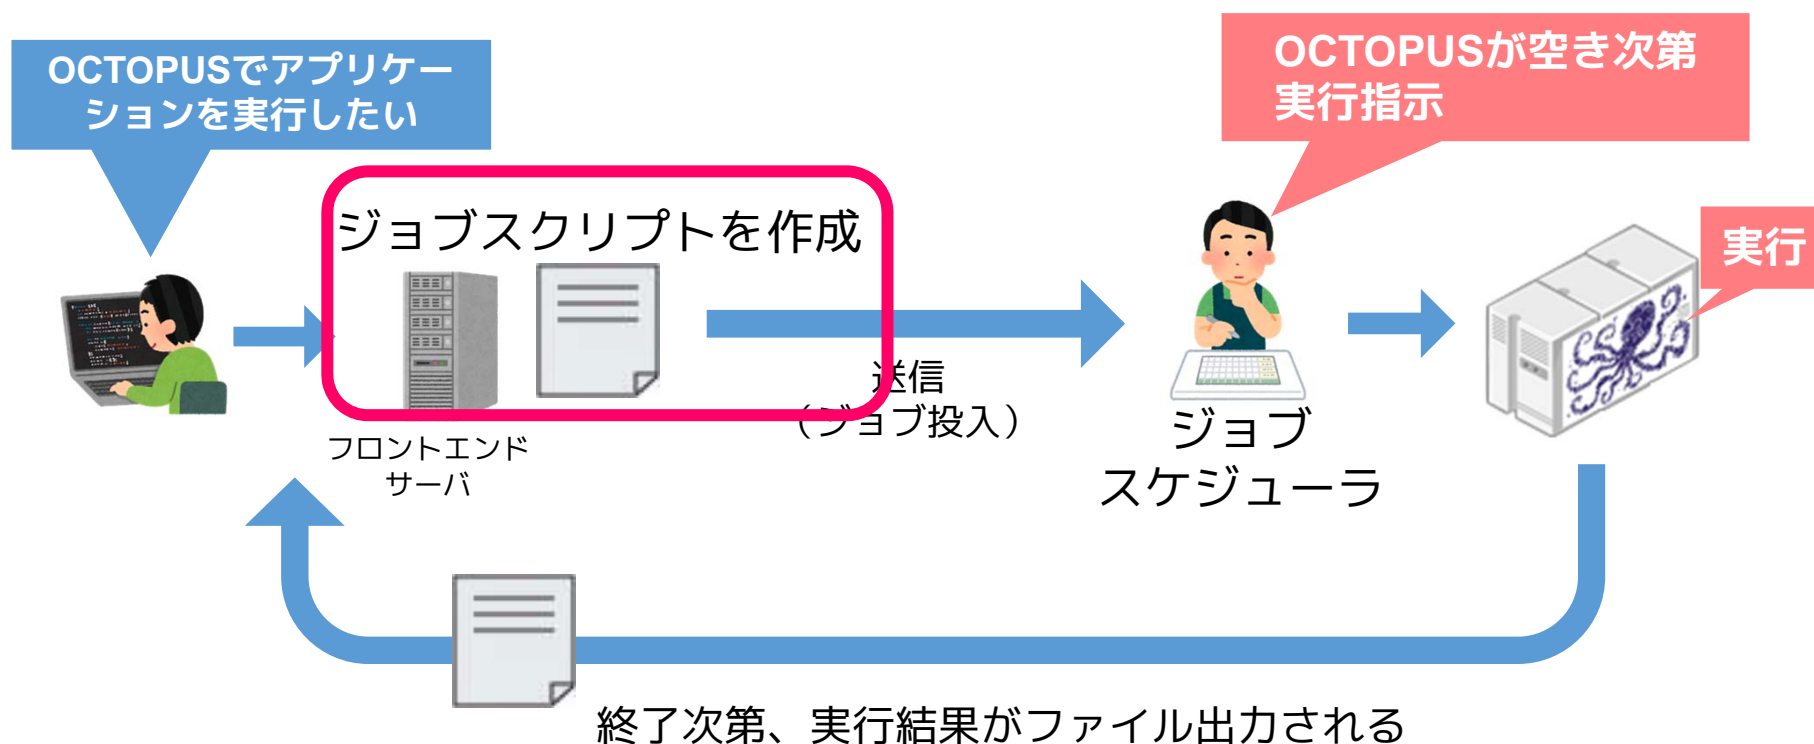 OCTOPUSでアプリケー
ションを実行したい
OCTOPUSが空き次第
実行指示
ジョブスクリプトを作成
実行
送信
（ジョブ投入）
フロントエンド
サーバ
ジョブ
スケジューラ
終了次第、実行結果がファイル出力される